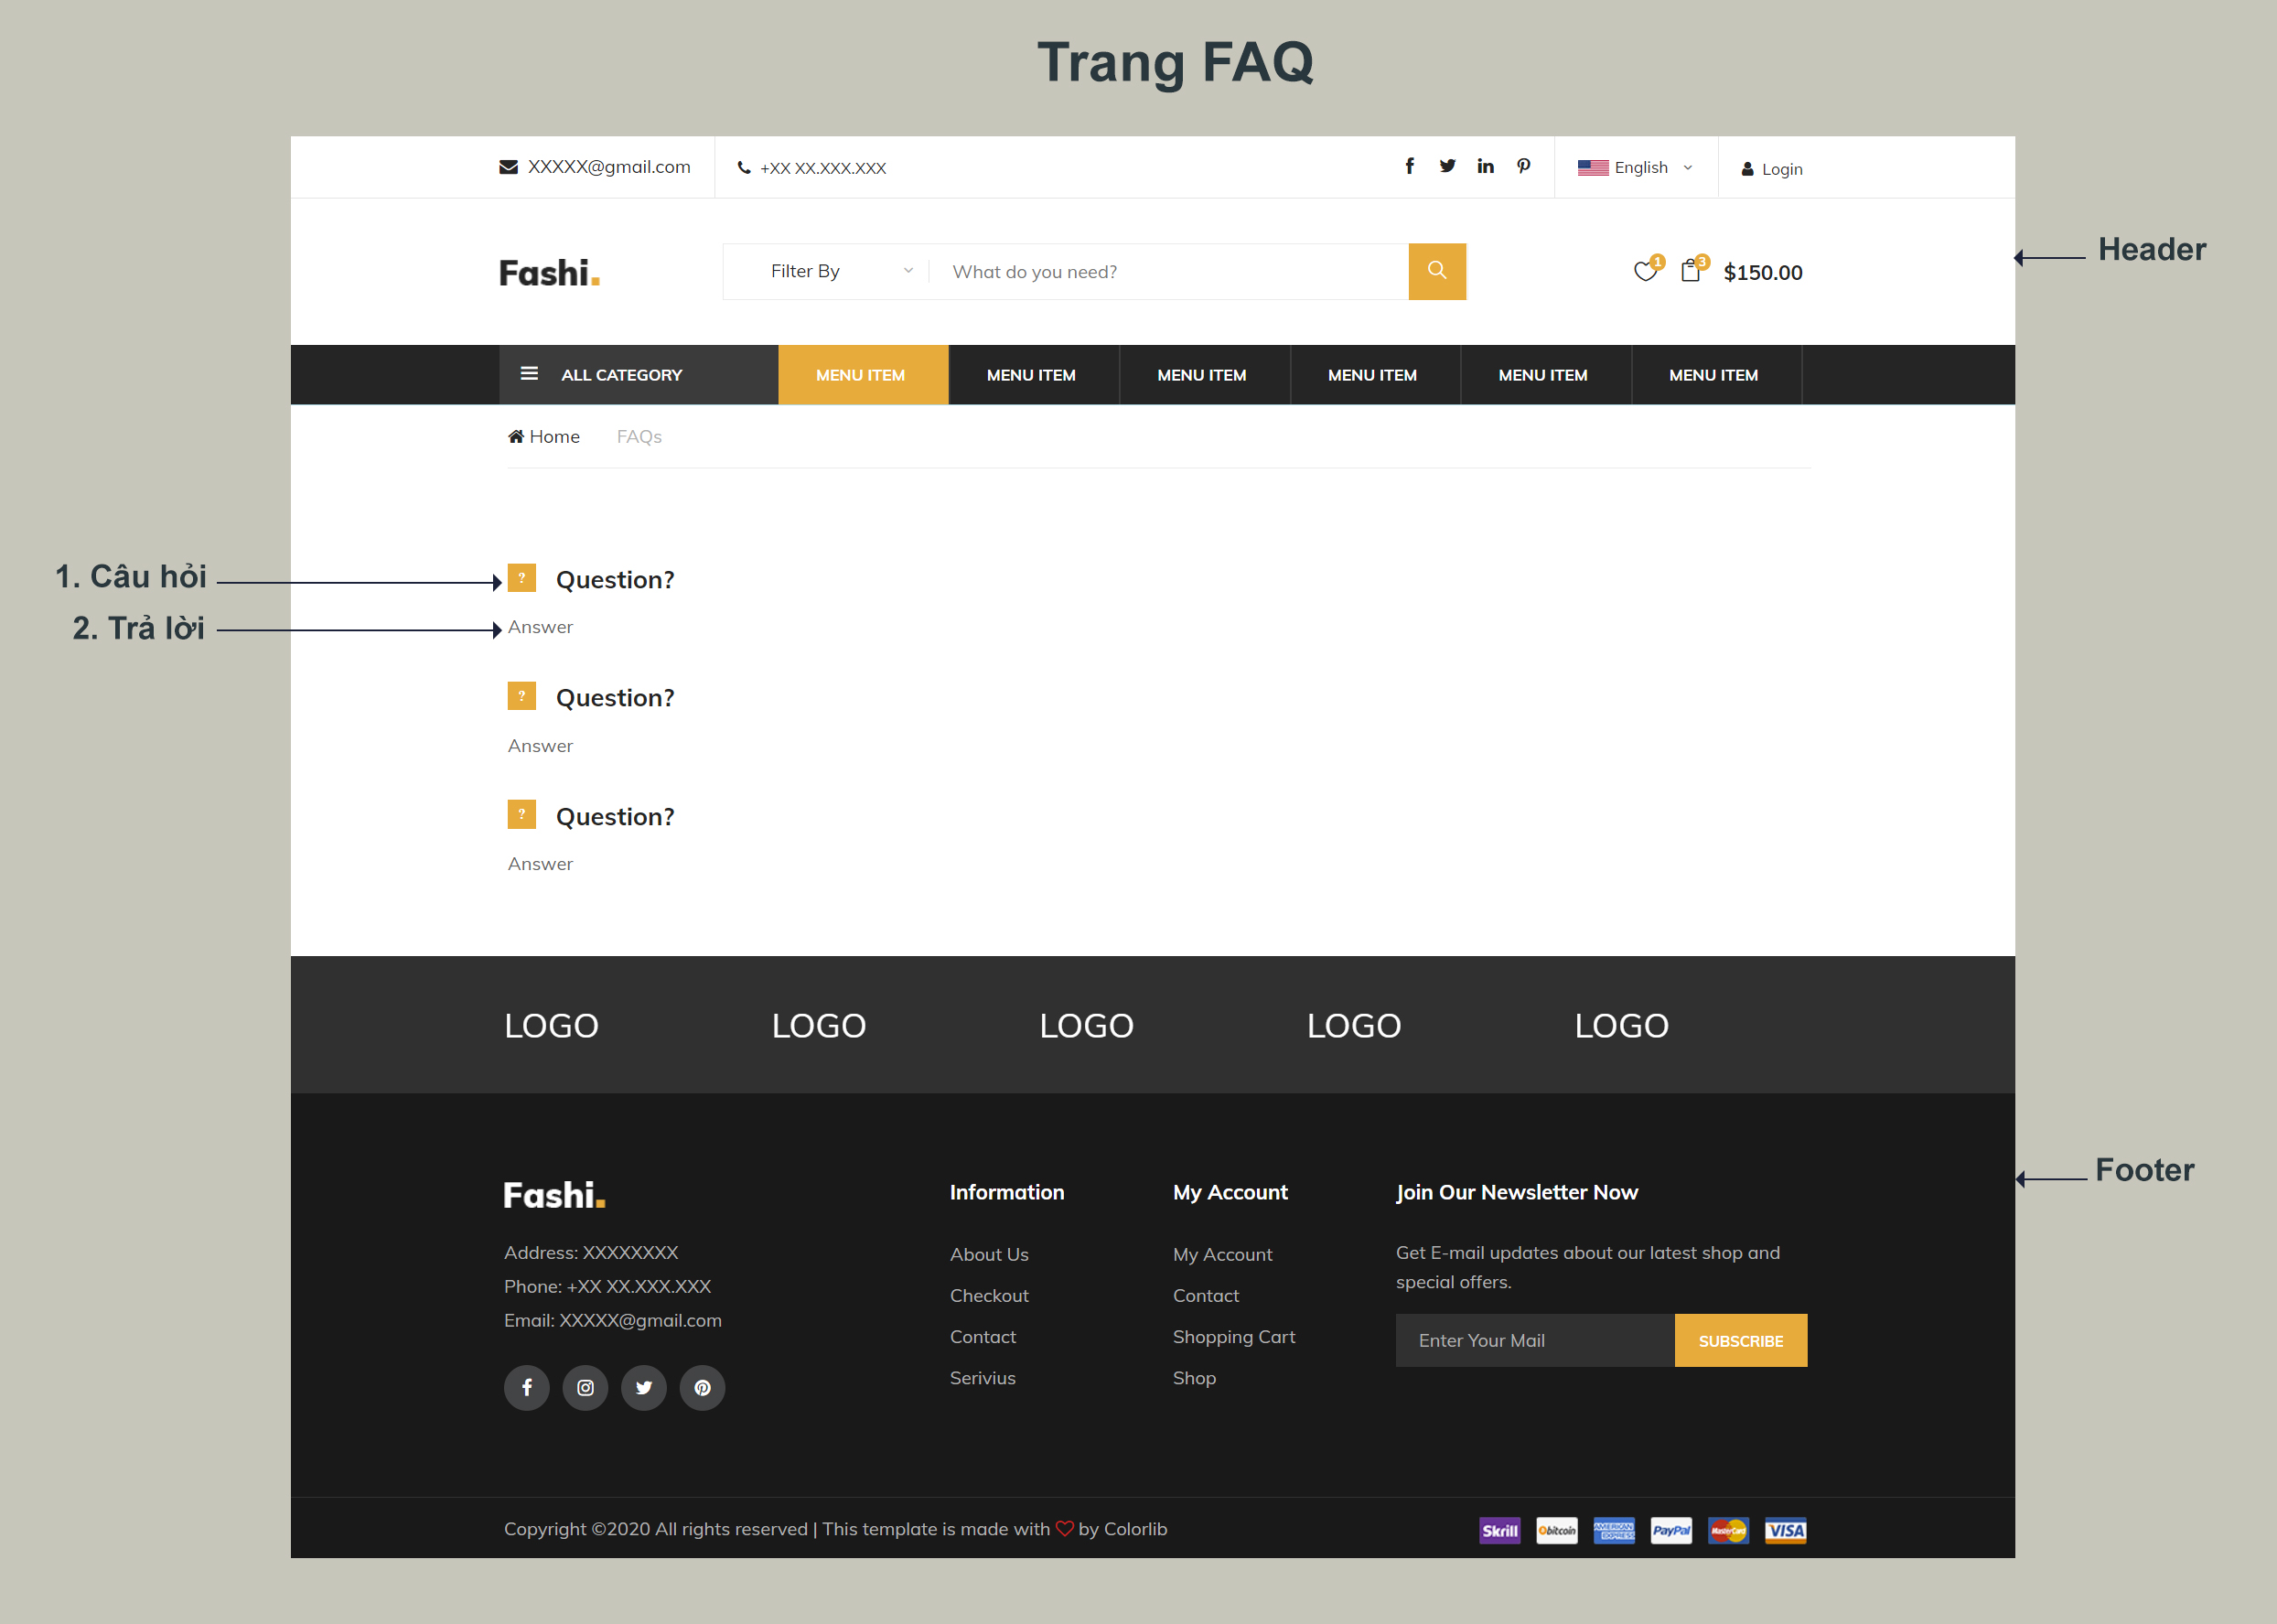 Trang FAQ
XXXXX@gmail.com
+XX XX.XXX.XXX
English
Login
Header
Fashi.
Filter By
What do you need?
1
3
$150.00
ALL CATEGORY
MENU ITEM
MENU ITEM
MENU ITEM
MENU ITEM
MENU ITEM
MENU ITEM
Home
FAQs
1. Câu hỏi
? Question?
2. Trả lời
Answer
? Question?
Answer
? Question?
Answer
LOGO
LOGO
LOGO
LOGO
LOGO
Footer
Fashi.
Address: XXXXXXXX
Phone: +XX XX.XXX.XXX
Email: XXXXX@gmail.com
Information
About Us
Checkout
Contact
Serivius
My Account
My Account
Contact
Shopping Cart
Shop
Join Our Newsletter Now
Get E-mail updates about our latest shop and
special offers.
Enter Your Mail
SUBSCRIBE
Copyright ©2020 All rights reserved | This template is made with ♡ by Colorlib
Skrill
bitcoin
AMERICAN EXPRESS
PayPal
MasterCard
VISA